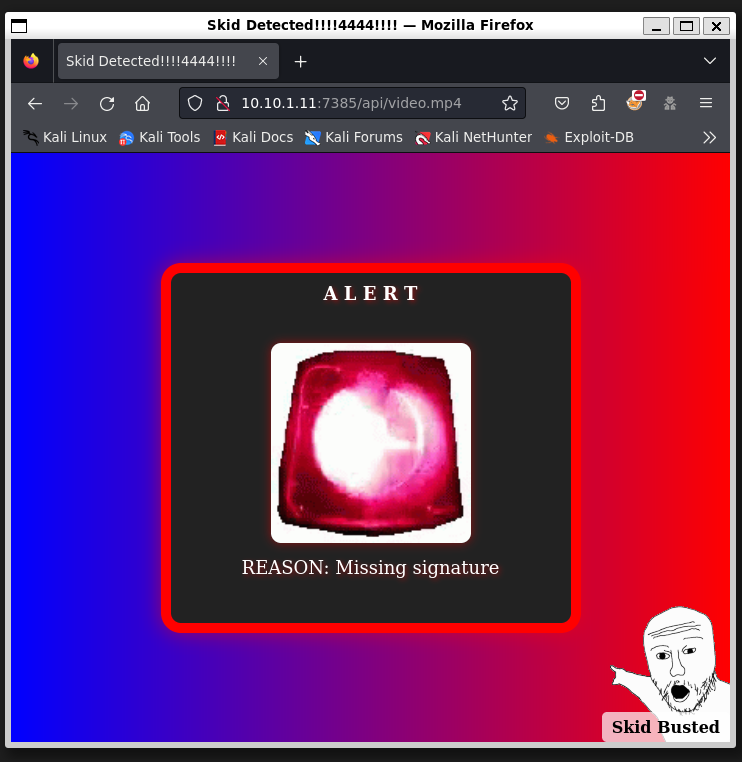 Skid Detected!!!!4444!!!! — Mozilla Firefox
Skid Detected!!!!4444!!!!
10.10.1.11:7385/api/video.mp4
Kali Linux Kali Tools Kali Docs Kali Forums Kali NetHunter Exploit-DB
A L E R T
REASON: Missing signature
Skid Busted